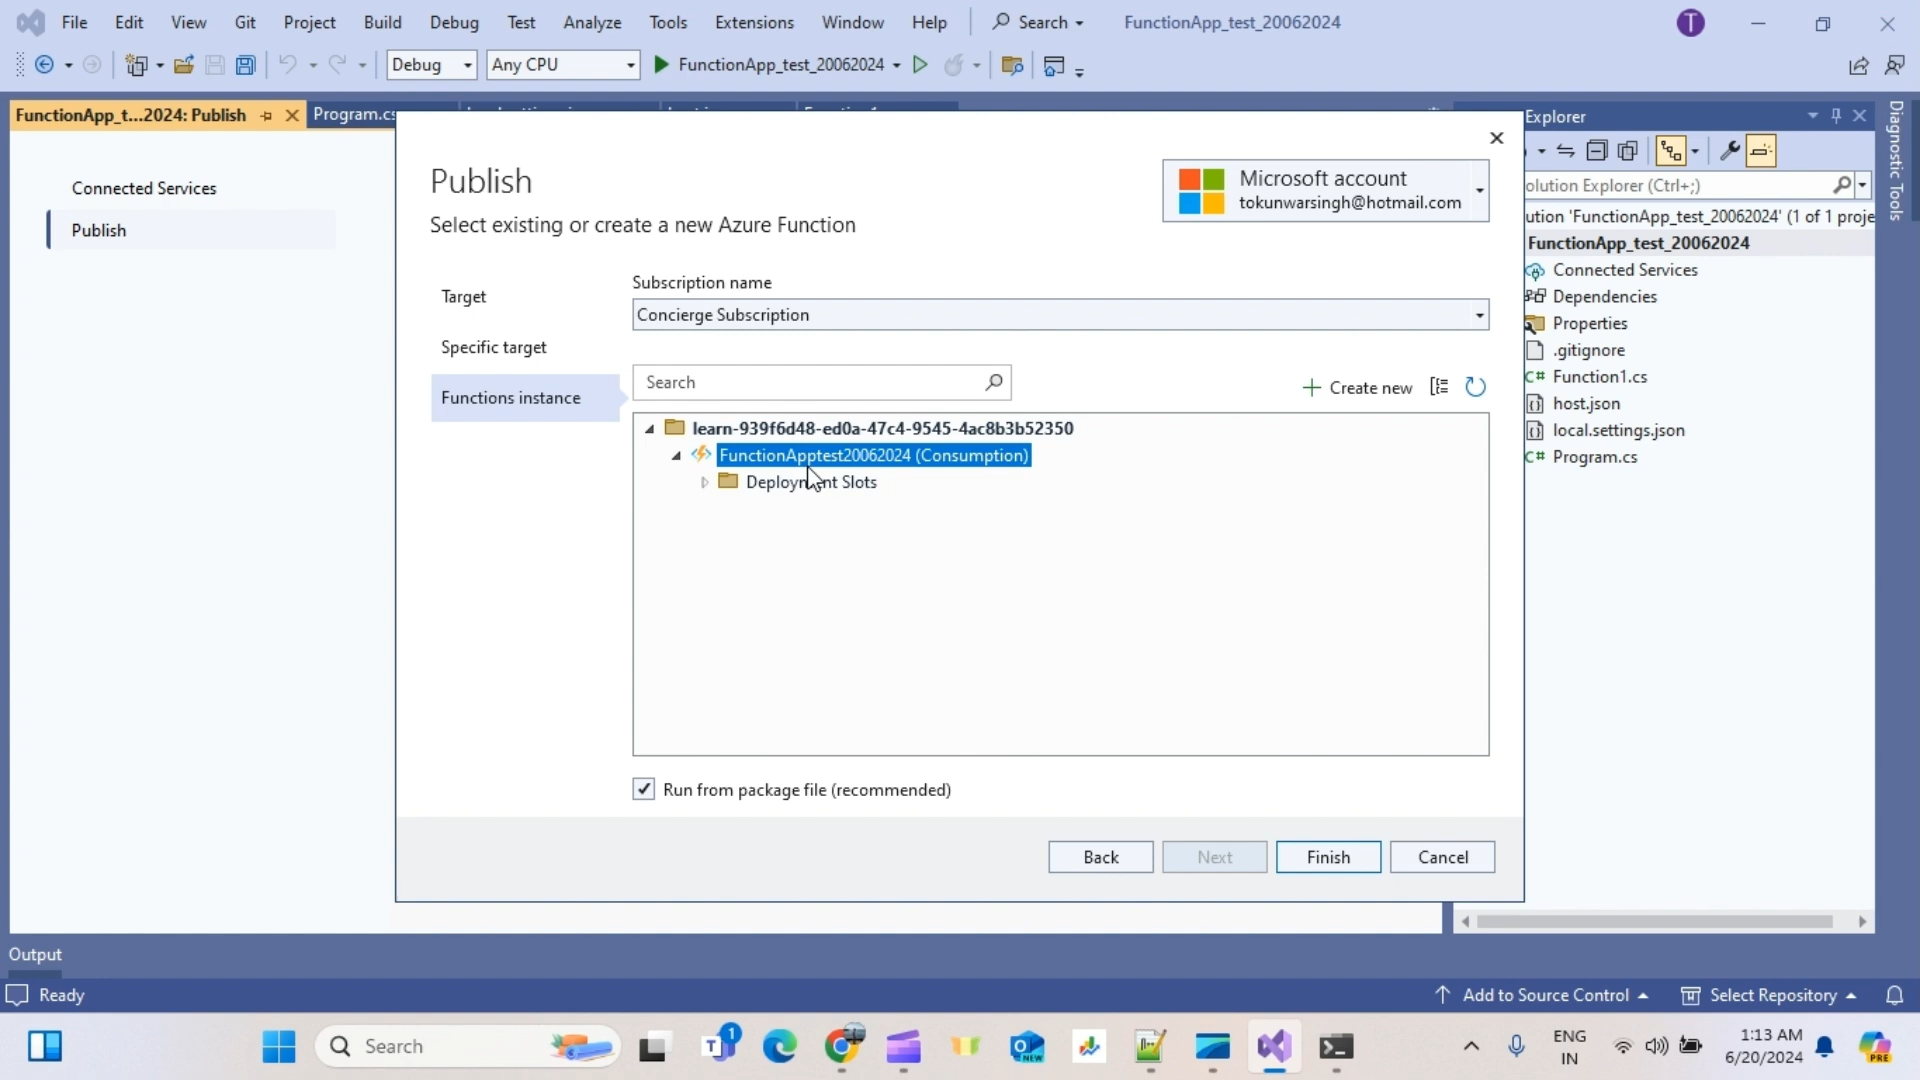 File Edit View Git Project Build Debug Test Analyze Tools Extensions Window Help Search FunctionApp_test_20062024 T
Debug Any CPU FunctionApp_test_20062024
FunctionApp_t...2024: Publish Program.cs
Explorer
Diagnostic Tools
Connected Services
Publish
Publish
Select existing or create a new Azure Function
Microsoft account
tokunwarsingh@hotmail.com
Target
Specific target
Functions instance
Subscription name
Concierge Subscription
Search
Create new
learn-939f6d48-ed0a-47c4-9545-4ac8b3b52350
FunctionApptest20062024 (Consumption)
Deployment Slots
Run from package file (recommended)
Back Next Finish Cancel
olution Explorer (Ctrl+;)
ution 'FunctionApp_test_20062024' (1 of 1 proje
FunctionApp_test_20062024
Connected Services
Dependencies
Properties
.gitignore
C# Function1.cs
host.json
local.settings.json
C# Program.cs
Output
Ready
Add to Source Control Select Repository
Search
1
NEW
ENG
IN
1:13 AM
6/20/2024
PRE